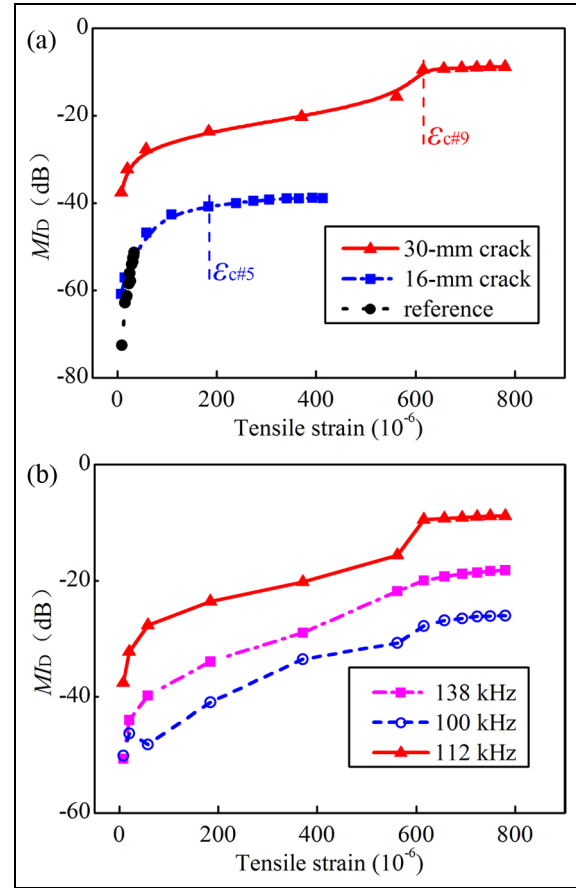 (a)
0
-20
-40
-60
-80
MID (dB)
εc#9
εc#5
30-mm crack
16-mm crack
reference
0 200 400 600 800
Tensile strain (10-6)
(b)
0
-20
-40
-60
MID (dB)
138 kHz
100 kHz
112 kHz
0 200 400 600 800
Tensile strain (10-6)